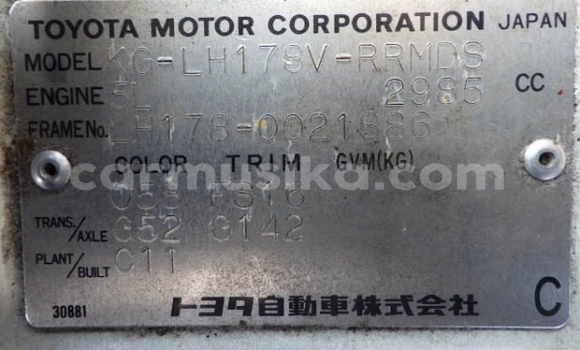 TOYOTA MOTOR CORPORATION JAPAN
MODEL KG-LH178V-RRMDS
ENGINE 5L 2985 CC
FRAME No. LH178-0021886
COLOR TRIM GVM(KG)
carmusika.com
053 FS16
TRANS./AXLE G52 G142
PLANT/BUILT C11
30881 トヨタ自動車株式会社 C